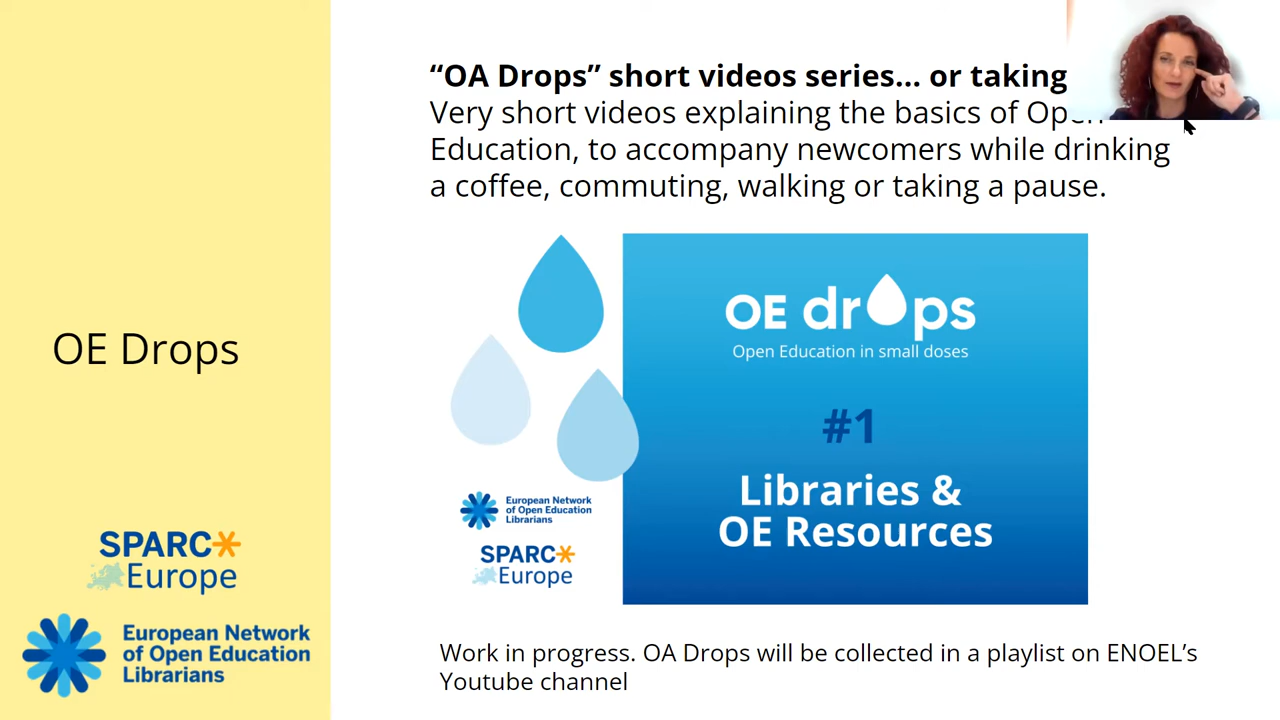 “OA Drops” short videos series... or taking
Very short videos explaining the basics of Open
Education, to accompany newcomers while drinking
a coffee, commuting, walking or taking a pause.
OE Drops
OE drops
Open Education in small doses
#1
Libraries &
OE Resources
European Network
of Open Education
Librarians
SPARC
Europe
SPARC
Europe
European Network
of Open Education
Librarians
Work in progress. OA Drops will be collected in a playlist on ENOEL’s
Youtube channel